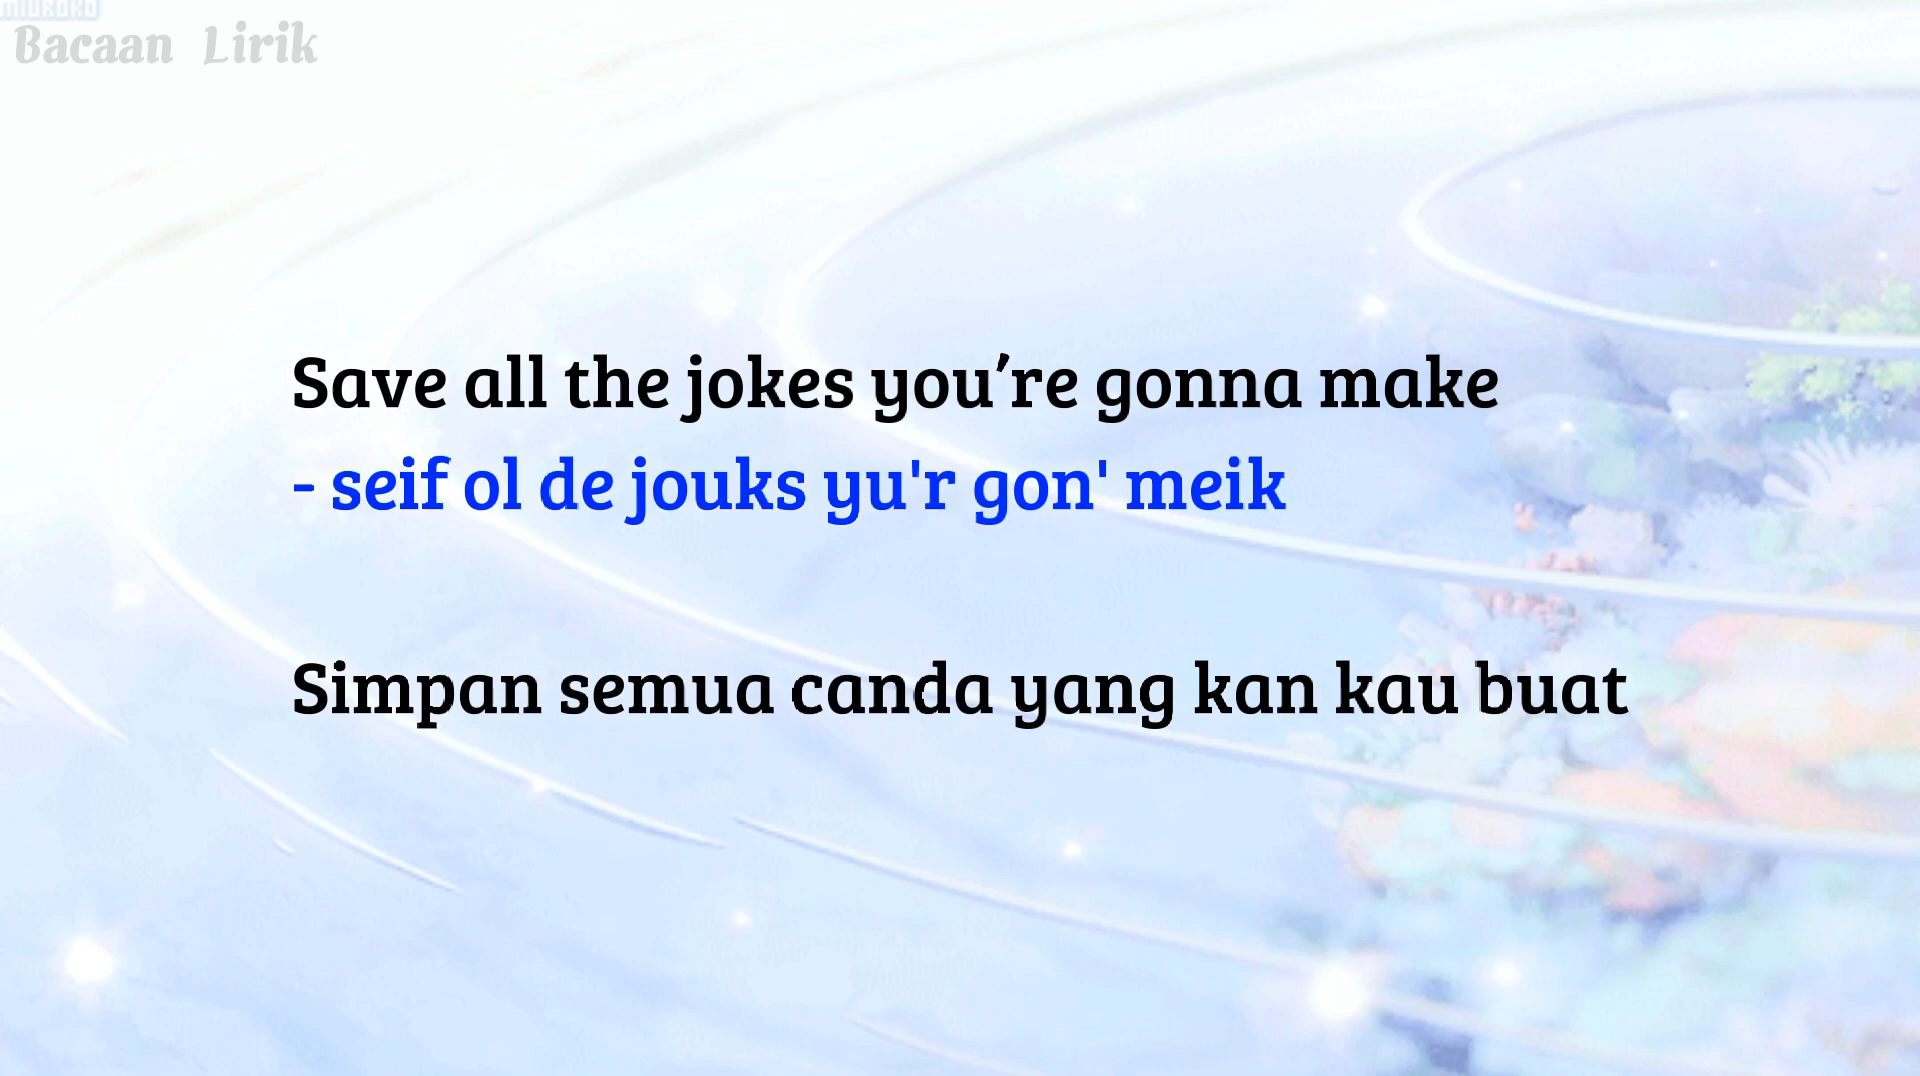 MIUROKO
Bacaan Lirik
Save all the jokes you’re gonna make
- seif ol de jouks yu'r gon' meik
Simpan semua canda yang kan kau buat